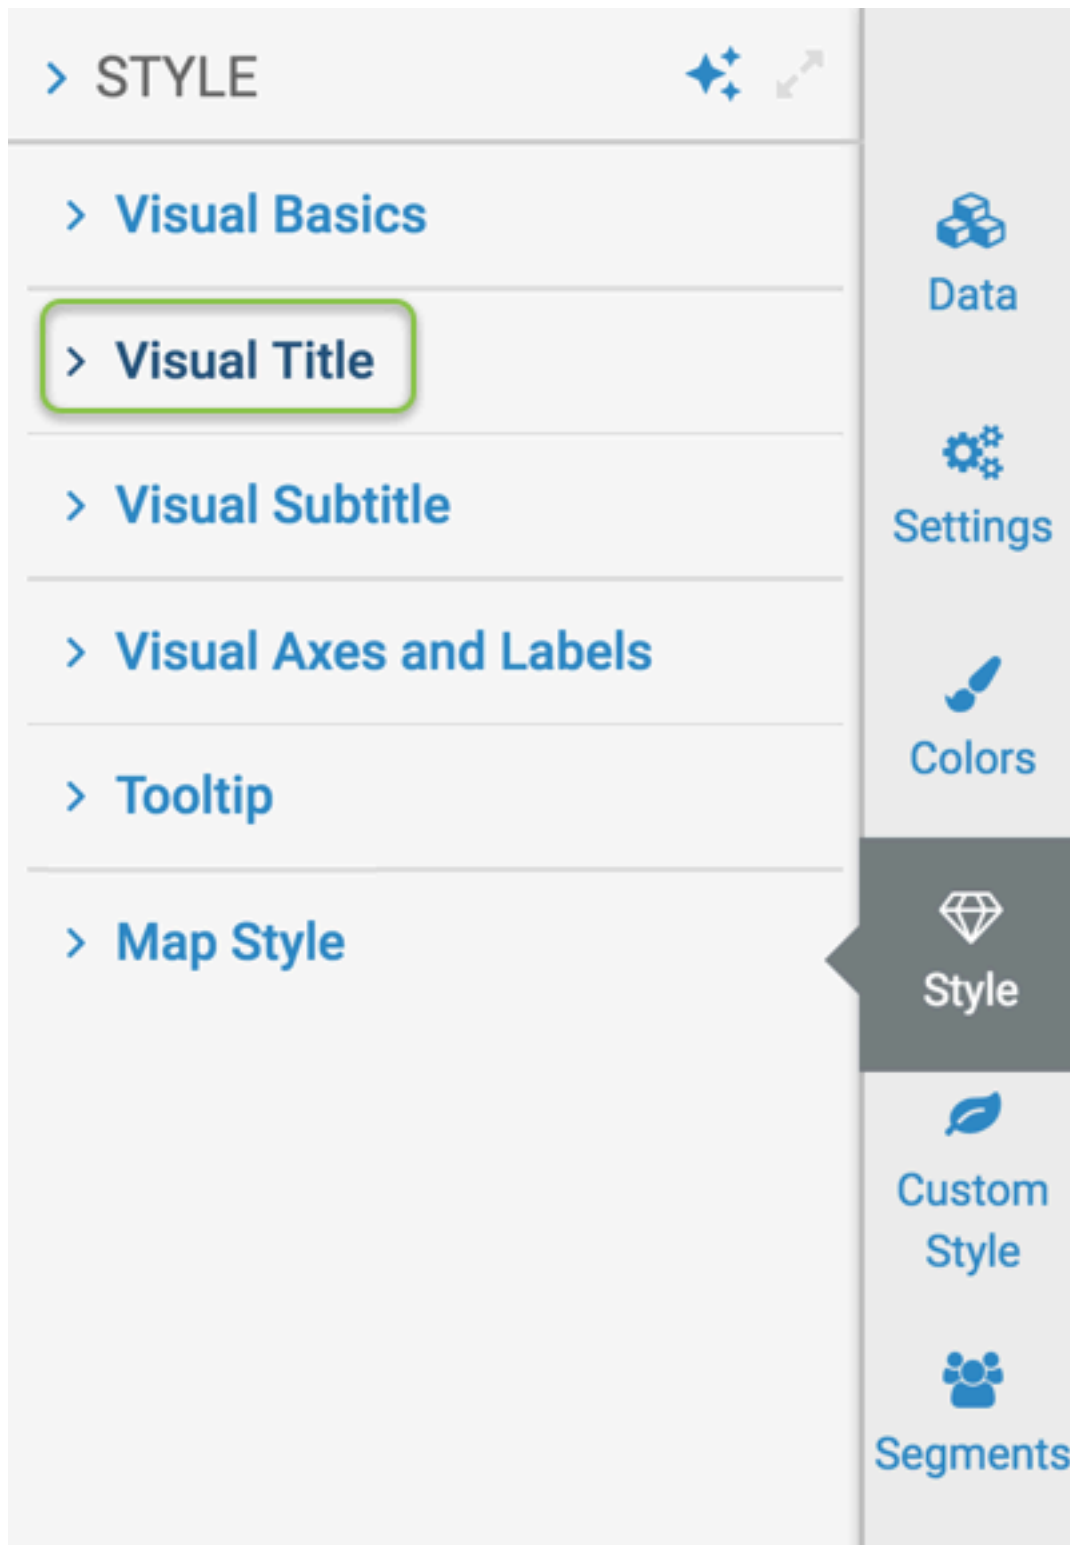 STYLE
Visual Basics
Visual Title
Visual Subtitle
Visual Axes and Labels
Tooltip
Map Style
Data
Settings
Colors
Style
Custom
Style
Segments